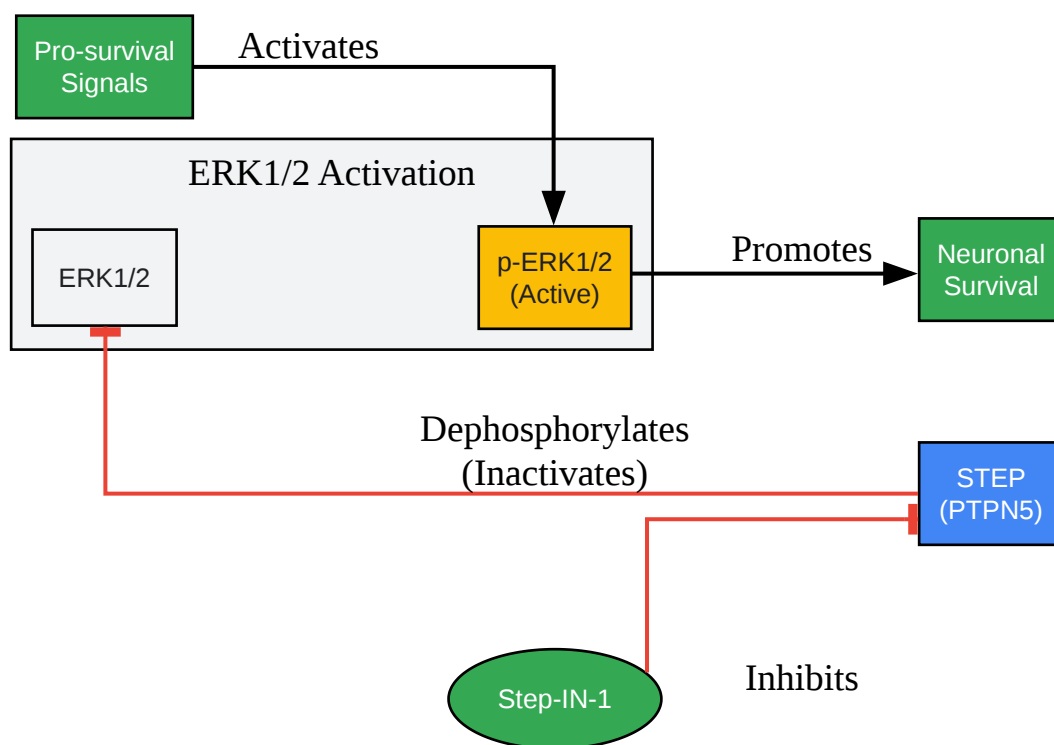 Pro-survival
Signals
Activates
ERK1/2 Activation
ERK1/2
p-ERK1/2
(Active)
Promotes
Neuronal
Survival
Dephosphorylates
(Inactivates)
STEP
(PTPN5)
Step-IN-1
Inhibits